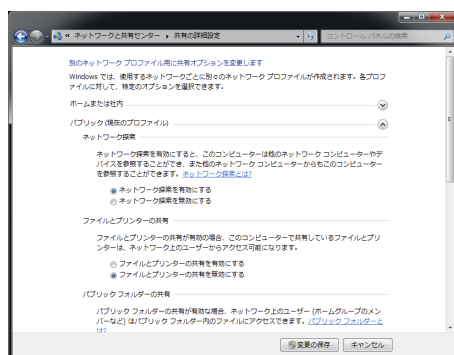 « ネットワークと共有センター ▸ 共有の詳細設定
コントロール パネルの検索
別のネットワーク プロファイル用に共有オプションを変更します
Windows では、使用するネットワークごとに別々のネットワーク プロファイルが作成されます。各プロフ
ァイルに対して、特定のオプションを選択できます。
ホームまたは社内
パブリック (現在のプロファイル)
ネットワーク探索
ネットワーク探索を有効にすると、このコンピューターは他のネットワーク コンピューターやデ
バイスを参照することができ、また他のネットワーク コンピューターからもこのコンピューター
を参照することができます。ネットワーク探索とは?
ネットワーク探索を有効にする
ネットワーク探索を無効にする
ファイルとプリンターの共有
ファイルとプリンターの共有が有効の場合、このコンピューターで共有しているファイルとプリ
ンターは、ネットワーク上のユーザーからアクセス可能になります。
ファイルとプリンターの共有を有効にする
ファイルとプリンターの共有を無効にする
パブリック フォルダーの共有
パブリック フォルダーの共有が有効な場合、ネットワーク上のユーザー (ホームグループのメン
バーなど) はパブリック フォルダー内のファイルにアクセスできます。パブリック フォルダーと
は?
変更の保存
キャンセル